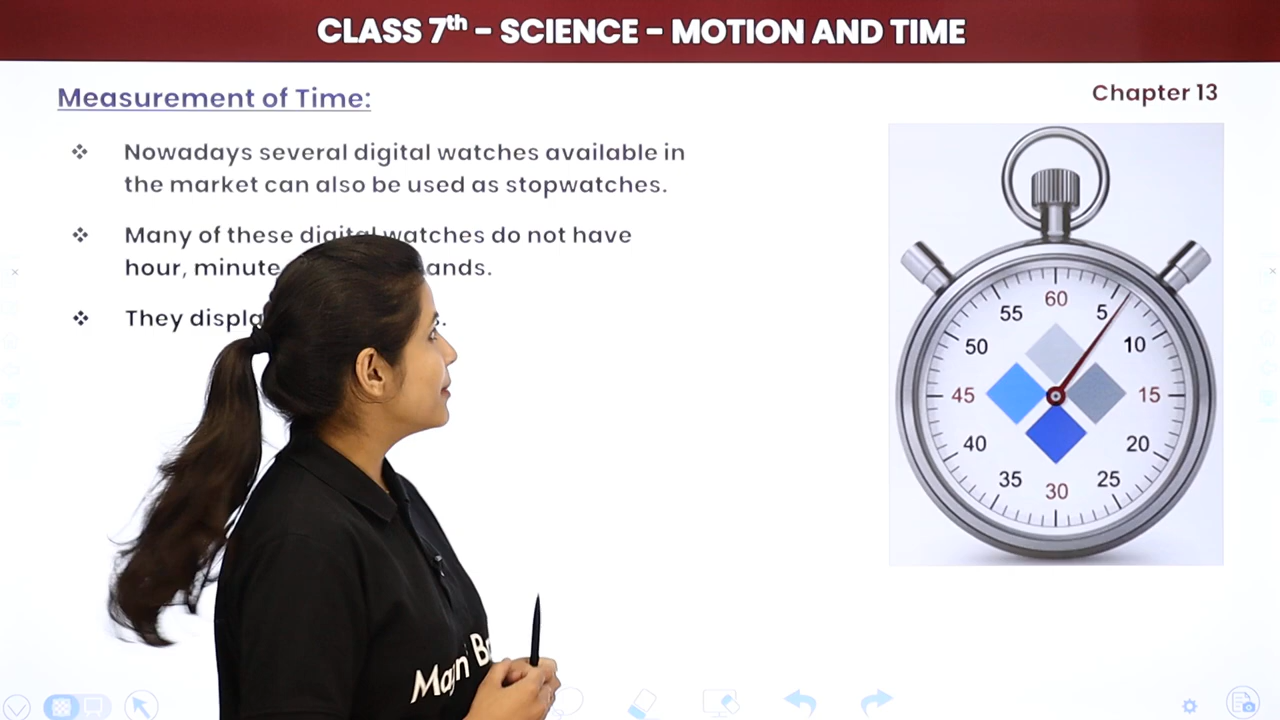 CLASS 7th - SCIENCE - MOTION AND TIME
Measurement of Time:
Chapter 13
❖ Nowadays several digital watches available in
the market can also be used as stopwatches.
❖ Many of these digital watches do not have
hour, minute ands.
❖ They displa
60
5
10
15
20
25
30
35
40
45
50
55